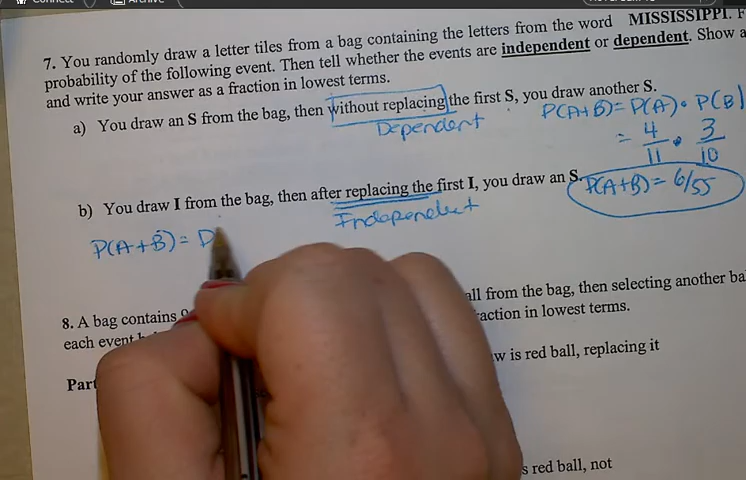 Connect Archive
7. You randomly draw a letter tiles from a bag containing the letters from the word MISSISSIPPI. F
probability of the following event. Then tell whether the events are independent or dependent. Show a
and write your answer as a fraction in lowest terms.
a) You draw an S from the bag, then without replacing the first S, you draw another S.
Dependent
P(A+B)= P(A) • P(B)
= 4/11 • 3/10
P(A+B)= 6/55
b) You draw I from the bag, then after replacing the first I, you draw an S.
Independent
P(A+B)= P
8. A bag contains all from the bag, then selecting another ba
each event action in lowest terms.
Part w is red ball, replacing it
s red ball, not